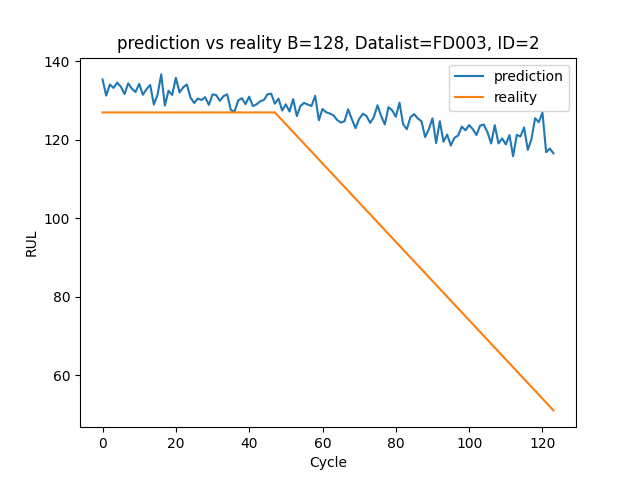 prediction vs reality B=128, Datalist=FD003, ID=2
prediction
reality
140
120
100
80
60
RUL
0 20 40 60 80 100 120
Cycle